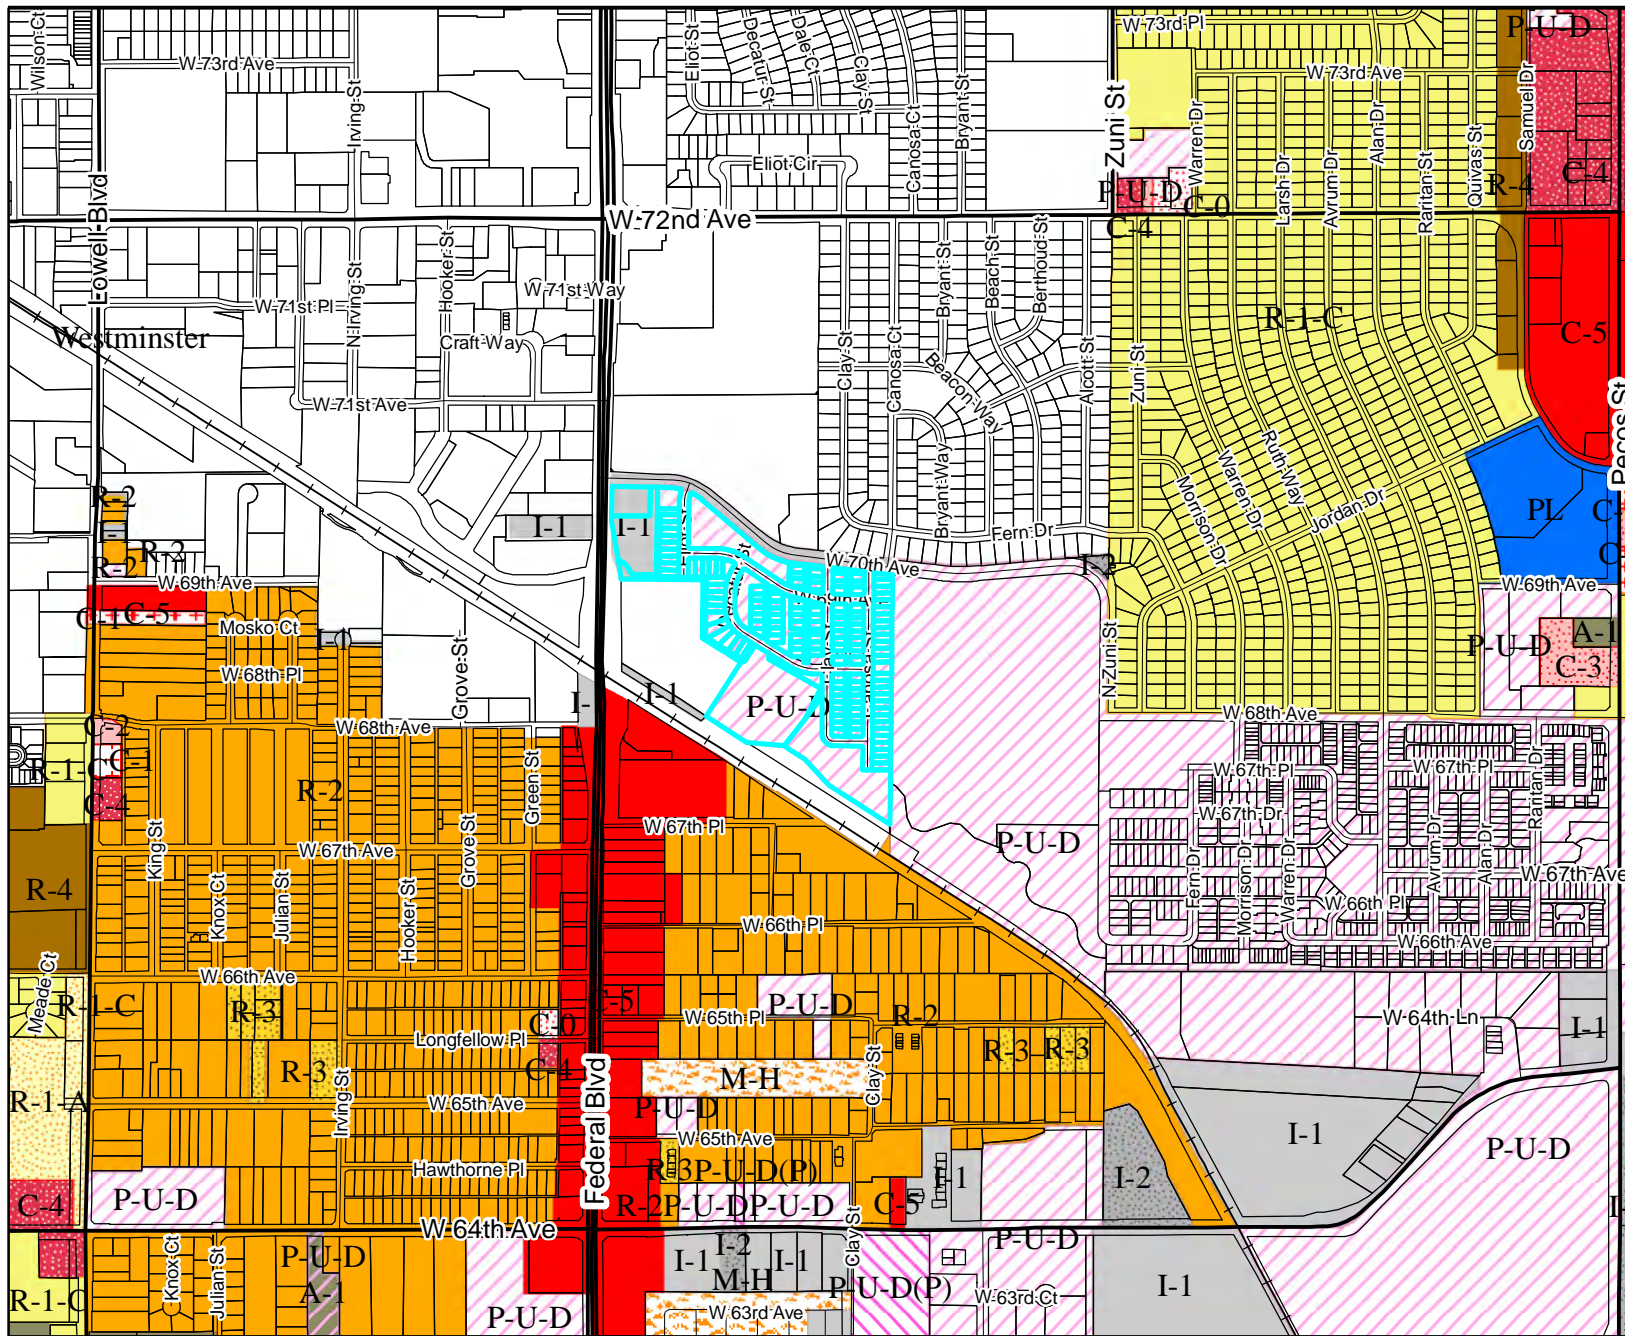 Wilson Ct
W 73rd Ave
Irving St
Eliot St
Decatur St
Dale Ct
Clay St
Canosa Ct
Bryant St
Eliot Cir
W 73rd Pl
P-U-D
W 73rd Ave
Zuni St
Warren Dr
Larsh Dr
Avrum Dr
Alan Dr
Raritan St
Quivas St
Samuel Dr
P-U-D
C-0
R-4
C-4
Lowell Blvd
W 72nd Ave
C-4
Hooker St
N Irving St
W 71st Pl
W 71st Way
Craft Way
Westminster
W 71st Ave
Clay St
Canosa Ct
Bryant St
Beach St
Berthoud St
Beacon Way
Alcott St
Zuni St
R-1-C
C-5
Pecos St
Bryant Way
Fern Dr
Morrison Dr
Warren Dr
Ruth Way
Jordan Dr
PL
R-2
I-1
R-2
R-2
I-1
I-1
W 70th Ave
I-2
W 69th Ave
W 69th Ave
C-1
C-5
Mosko Ct
I-1
W 68th Pl
Grove St
I-1
P-U-D
N Zuni St
P-U-D
A-1
C-3
W 68th Ave
W 68th Ave
C-2
C-1
R-1-C
C-4
R-2
Green St
W 67th Pl
W 67th Pl
W 67th Pl
W 67th Dr
Raritan Dr
P-U-D
King St
W 67th Ave
Grove St
R-4
Knox Ct
Julian St
Hooker St
W 66th Pl
Fern Dr
Morrison Dr
Warren Dr
Avrum Dr
Alan Dr
W 67th Ave
W 66th Pl
W 66th Ave
W 66th Ave
Meade Ct
R-1-C
R-3
C-5
P-U-D
R-2
C-0
W 65th Pl
W 64th Ln
I-1
Longfellow Pl
R-3
R-3
R-3
C-4
Irving St
Federal Blvd
M-H
Clay St
R-1-A
W 65th Ave
P-U-D
W 65th Ave
I-1
P-U-D
Hawthorne Pl
R-3
P-U-D(P)
I-1
I-2
C-4
P-U-D
R-2
P-U-D
P-U-D
C-5
W 64th Ave
Clay St
P-U-D
Knox Ct
Julian St
P-U-D
A-1
I-1
I-2
I-1
M-H
P-U-D(P)
I-1
R-1-C
P-U-D
W 63rd Ave
W 63rd Ct